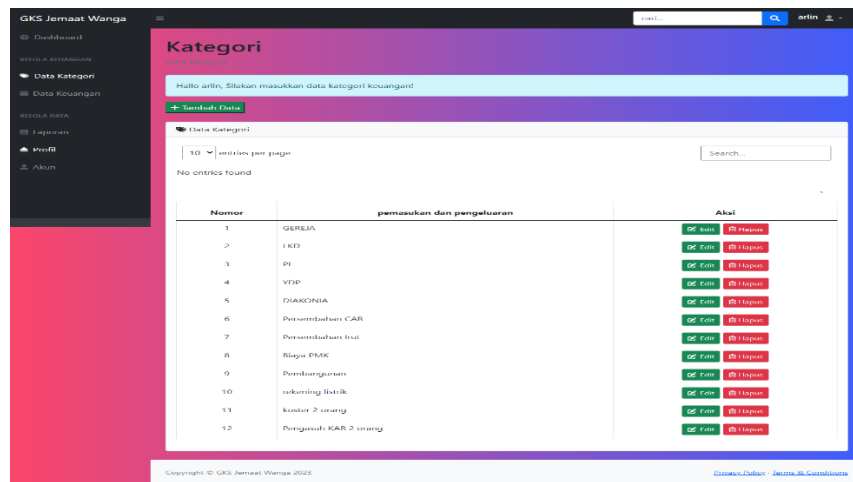 GKS Jemaat Wanga
cari...
arlin
Dashboard
KELOLA KEUANGAN
Data Kategori
Data Keuangan
KELOLA DATA
Laporan
Profil
Akun
Kategori
Data Kategori
Hallo arlin, Silakan masukkan data kategori keuangan!
+ Tambah Data
Data Kategori
10 entries per page
Search...
No entries found
Nomor pemasukan dan pengeluaran Aksi
1 GEREJA Edit Hapus
2 LKD Edit Hapus
3 PI Edit Hapus
4 YDP Edit Hapus
5 DIAKONIA Edit Hapus
6 Persembahan CAR Edit Hapus
7 Persembahan Irut Edit Hapus
8 Biaya PMK Edit Hapus
9 Pembangunan Edit Hapus
10 rekening listrik Edit Hapus
11 koster 2 orang Edit Hapus
12 Pengasuh KAR 2 orang Edit Hapus
Copyright © GKS Jemaat Wanga 2023
Privacy Policy · Terms & Conditions